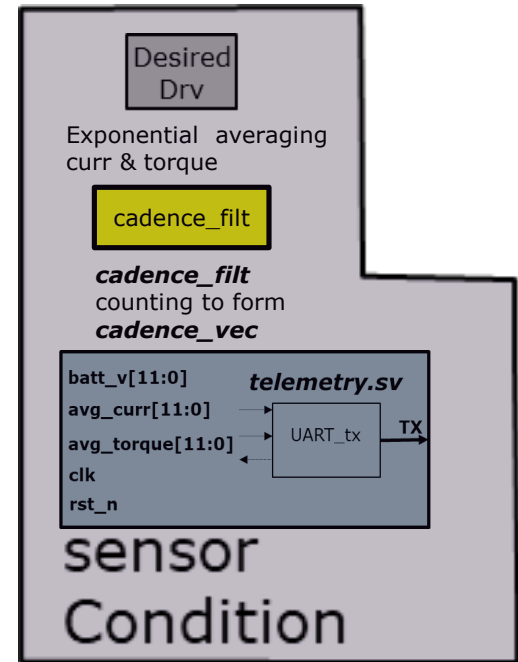 Desired
Drv
Exponential averaging
curr & torque
cadence_filt
cadence_filt
counting to form
cadence_vec
batt_v[11:0]
telemetry.sv
avg_curr[11:0]
avg_torque[11:0]
UART_tx
TX
clk
rst_n
sensor
Condition